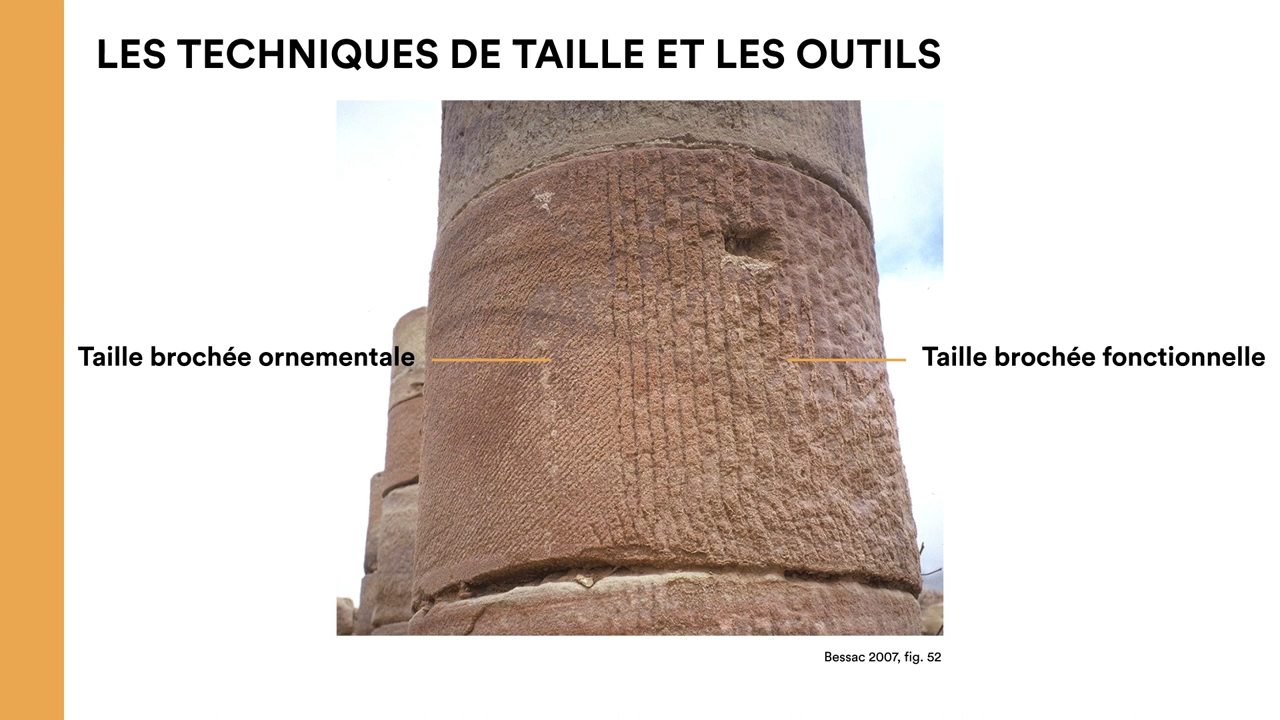 LES TECHNIQUES DE TAILLE ET LES OUTILS
Taille brochée ornementale
Taille brochée fonctionnelle
Bessac 2007, fig. 52